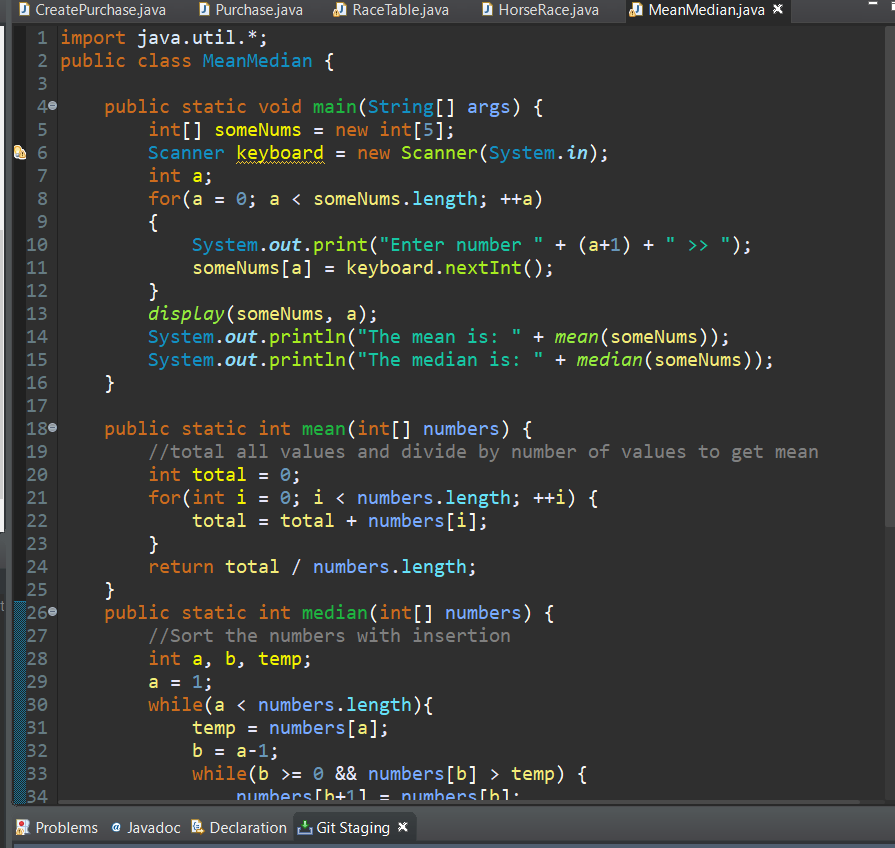 CreatePurchase.java Purchase.java RaceTable.java HorseRace.java MeanMedian.java
1 import java.util.*;
2 public class MeanMedian {
3
4 public static void main(String[] args) {
5 int[] someNums = new int[5];
6 Scanner keyboard = new Scanner(System.in);
7 int a;
8 for(a = 0; a < someNums.length; ++a)
9 {
10 System.out.print("Enter number " + (a+1) + " >> ");
11 someNums[a] = keyboard.nextInt();
12 }
13 display(someNums, a);
14 System.out.println("The mean is: " + mean(someNums));
15 System.out.println("The median is: " + median(someNums));
16 }
17
18 public static int mean(int[] numbers) {
19 //total all values and divide by number of values to get mean
20 int total = 0;
21 for(int i = 0; i < numbers.length; ++i) {
22 total = total + numbers[i];
23 }
24 return total / numbers.length;
25 }
26 public static int median(int[] numbers) {
27 //Sort the numbers with insertion
28 int a, b, temp;
29 a = 1;
30 while(a < numbers.length){
31 temp = numbers[a];
32 b = a-1;
33 while(b >= 0 && numbers[b] > temp) {
34 numbers[b+1] = numbers[b];
Problems Javadoc Declaration Git Staging